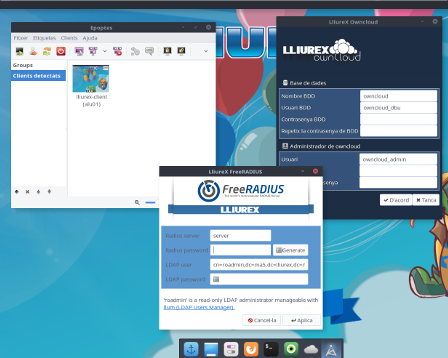 Epoptes
Fitxer Etiquetes Clients Ajuda
Groups
Clients detectats
lliurex-client
(alu01)
LliureX Owncloud
LLIUREX
ownCloud
Base de dades
Nombre BDD owncloud
Usuari BDD owncloud_dbu
Contrasenya BDD
Repetix la contrasenya de BDD
Administrador de owncloud
Usuari owncloud_admin
D'acord Tanca
LliureX FreeRADIUS
FreeRADIUS
LLIUREX
Radius server server
Radius password Generate
LDAP user cn=roadmin,dc=ma5,dc=lliurex,dc=
LDAP password
'roadmin' is a read-only LDAP administrator manageable with
llum (LDAP Users Manager).
Cancel·la Aplica